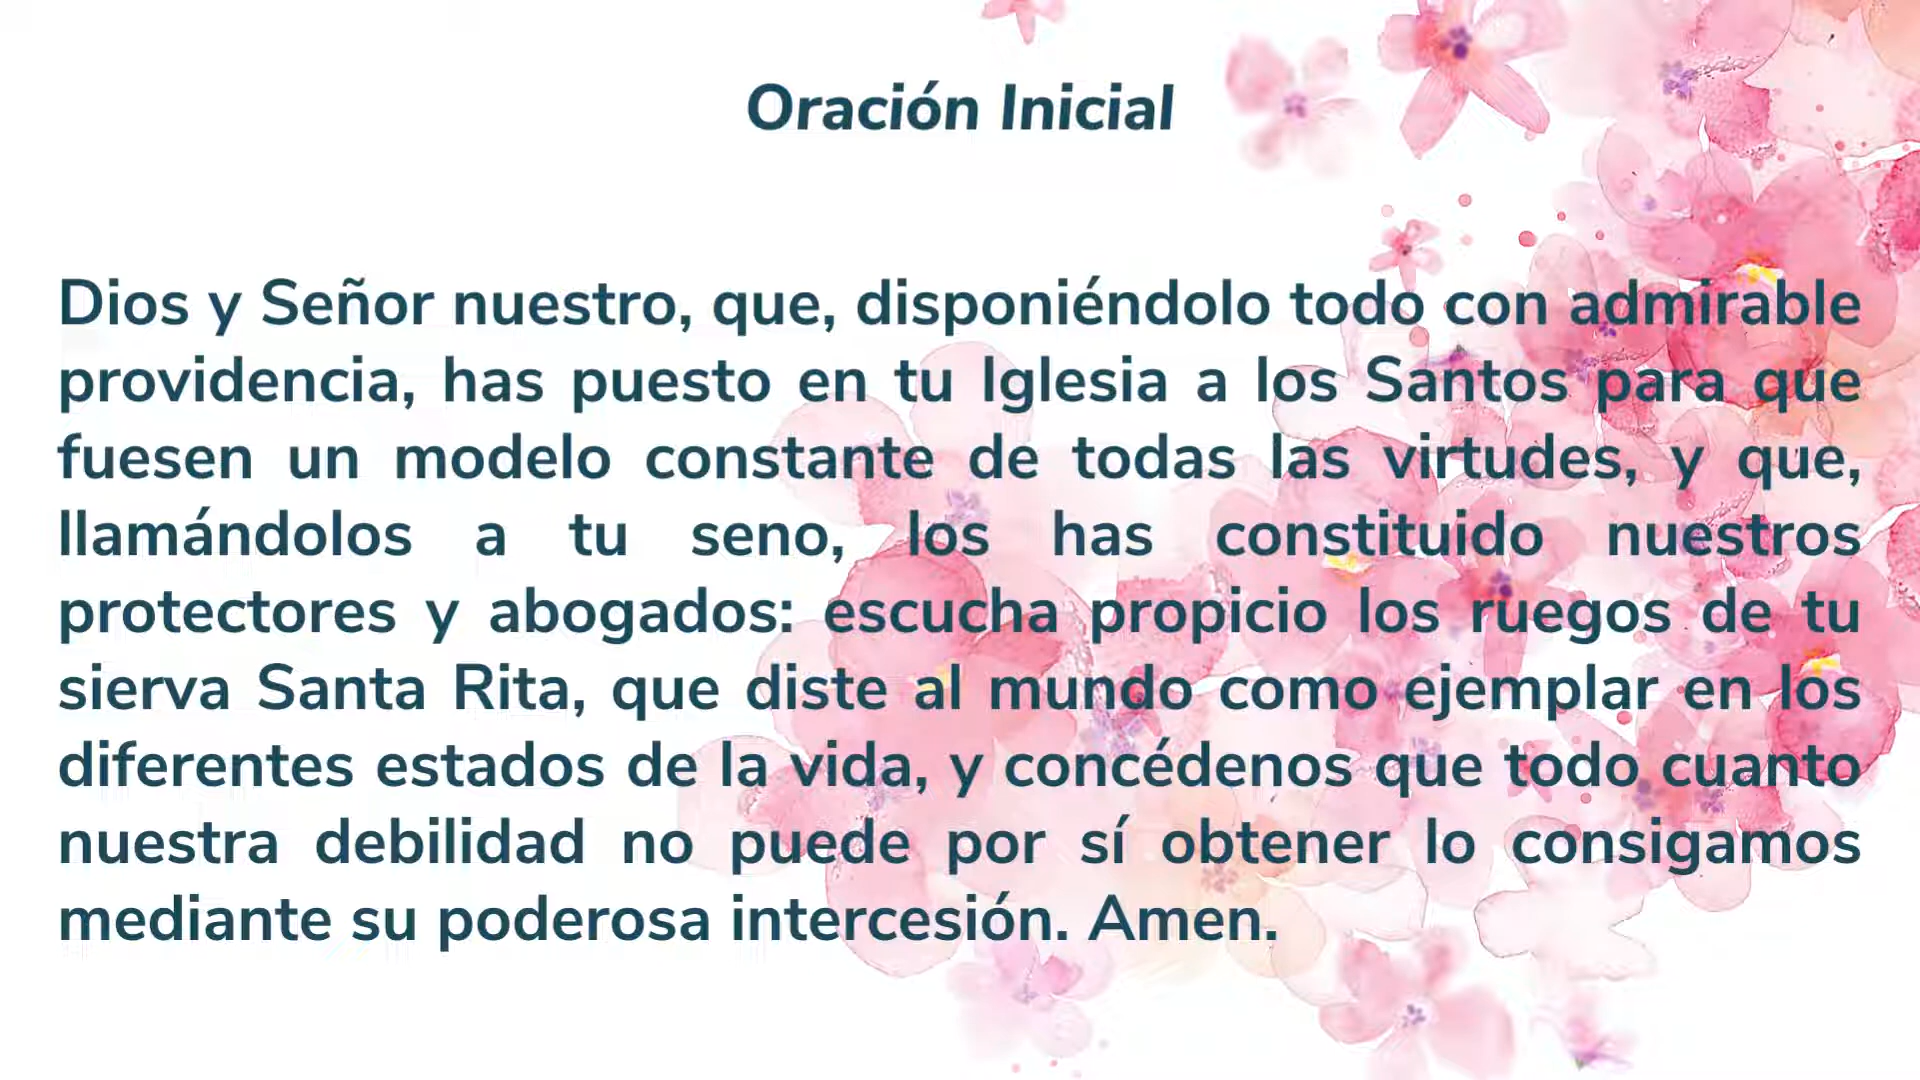 Oración Inicial
Dios y Señor nuestro, que, disponiéndolo todo con admirable
providencia, has puesto en tu Iglesia a los Santos para que
fuesen un modelo constante de todas las virtudes, y que,
llamándolos a tu seno, los has constituido nuestros
protectores y abogados: escucha propicio los ruegos de tu
sierva Santa Rita, que diste al mundo como ejemplar en los
diferentes estados de la vida, y concédenos que todo cuanto
nuestra debilidad no puede por sí obtener lo consigamos
mediante su poderosa intercesión. Amen.